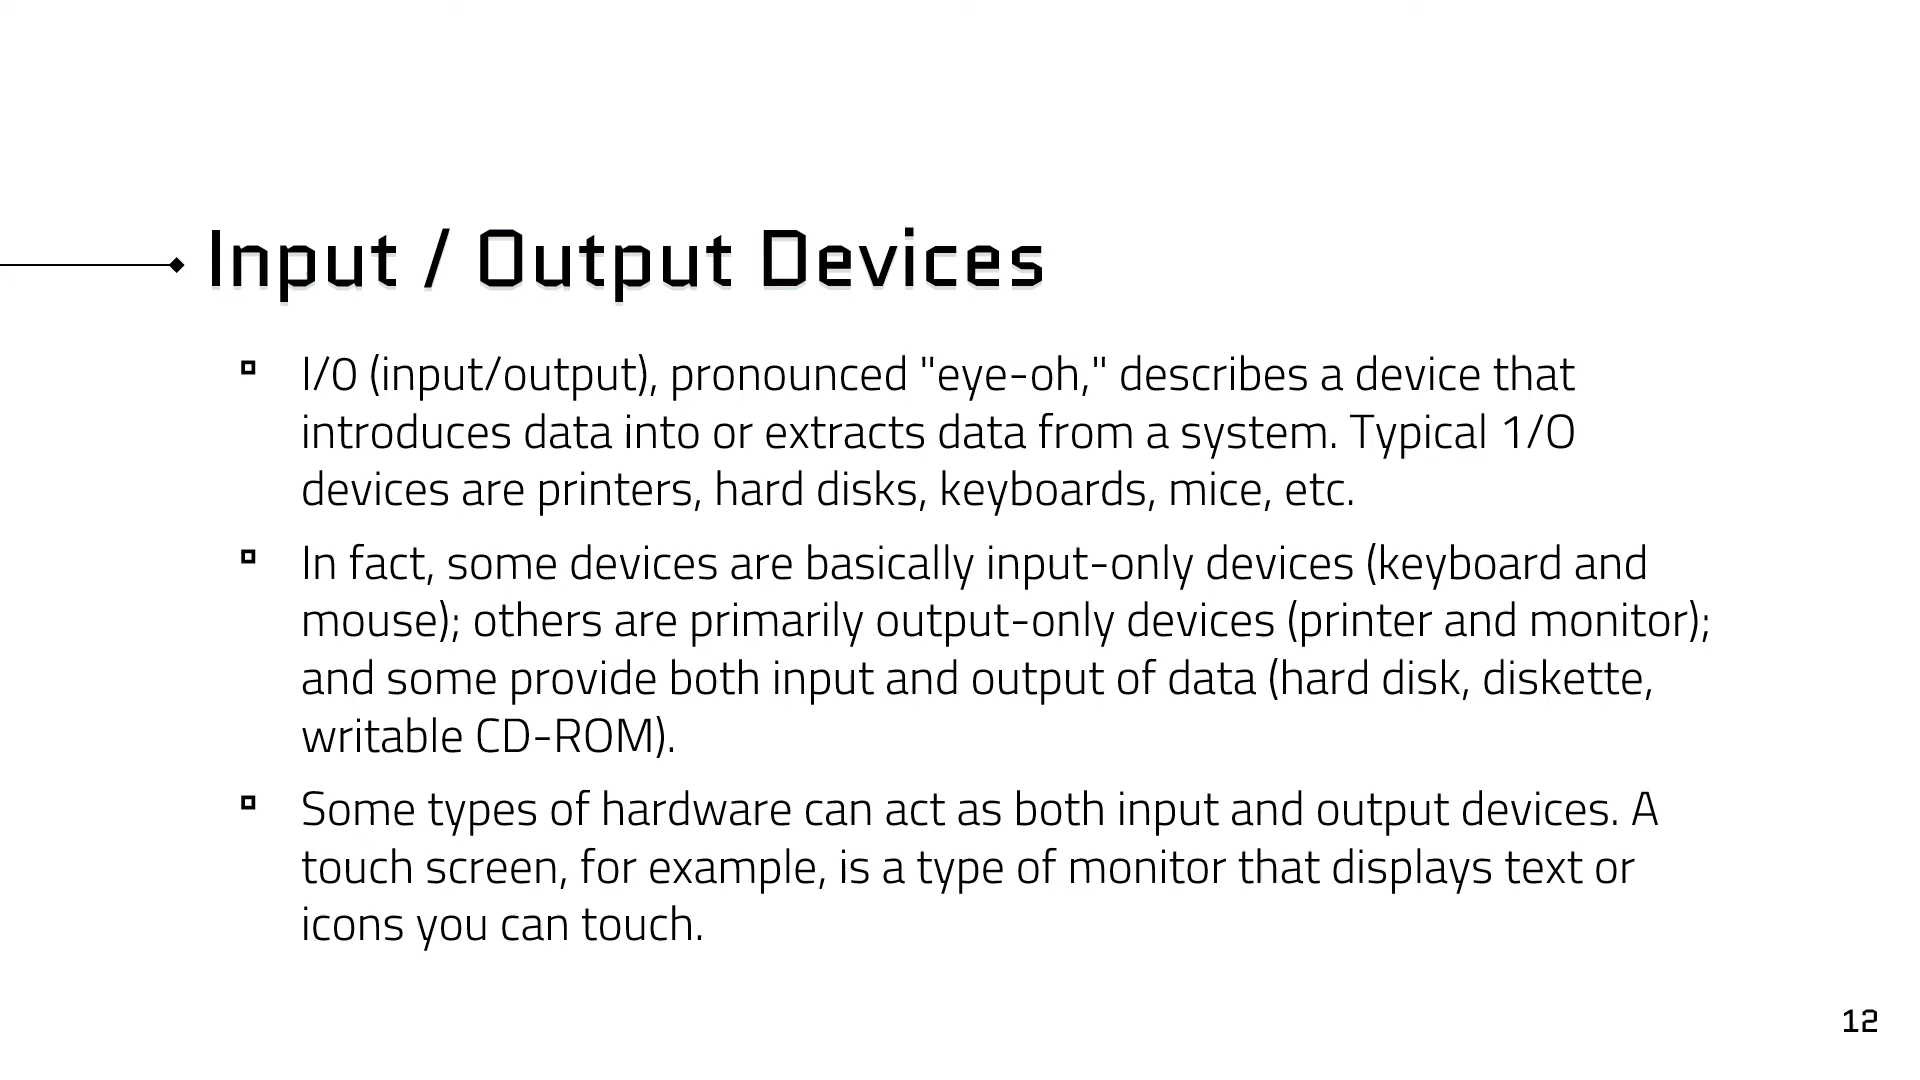 Input / Output Devices
I/O (input/output), pronounced "eye-oh," describes a device that
introduces data into or extracts data from a system. Typical 1/O
devices are printers, hard disks, keyboards, mice, etc.
In fact, some devices are basically input-only devices (keyboard and
mouse); others are primarily output-only devices (printer and monitor);
and some provide both input and output of data (hard disk, diskette,
writable CD-ROM).
Some types of hardware can act as both input and output devices. A
touch screen, for example, is a type of monitor that displays text or
icons you can touch.
12